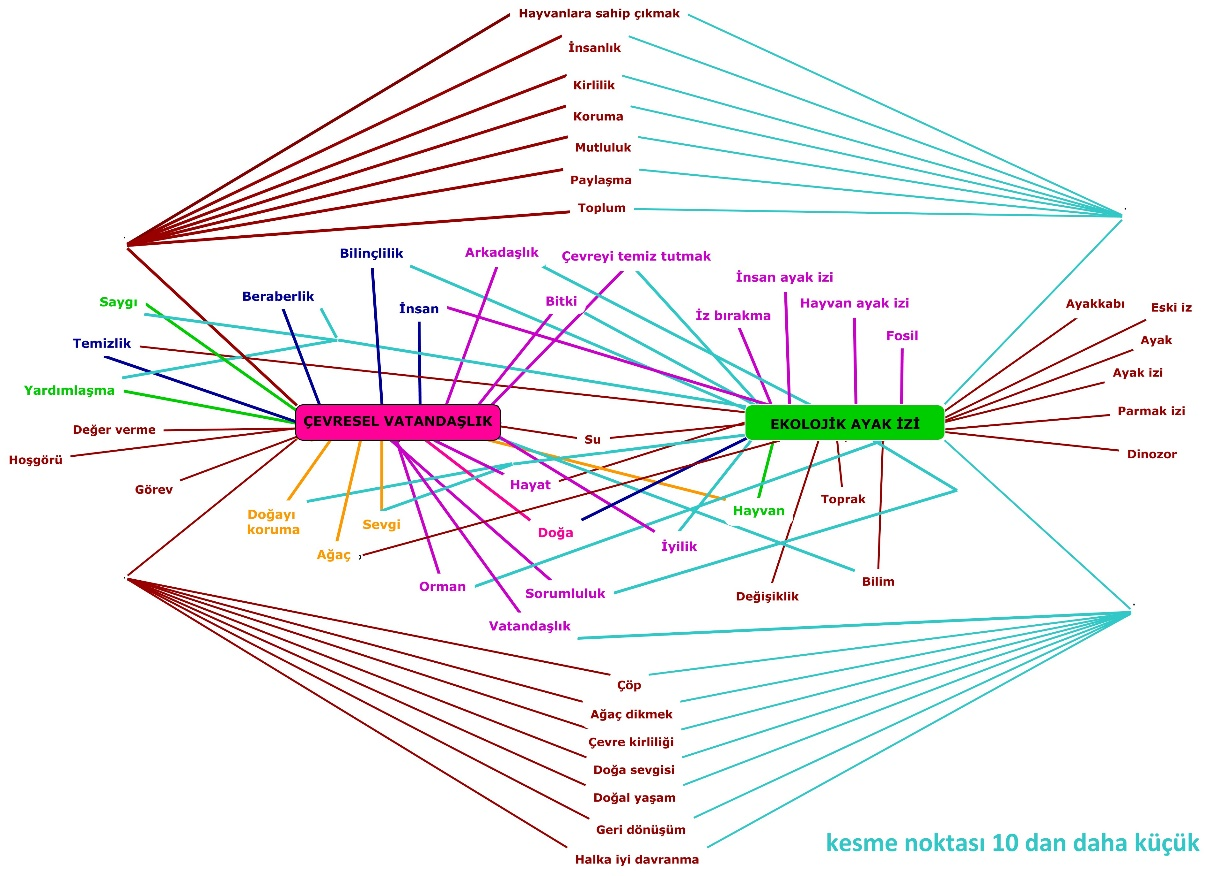 Hayvanlara sahip çıkmak
İnsanlık
Kirlilik
Koruma
Mutluluk
Paylaşma
Toplum
Bilinçlilik
Arkadaşlık
Çevreyi temiz tutmak
İnsan ayak izi
Beraberlik
Saygı
İnsan
Bitki
İz bırakma
Hayvan ayak izi
Ayakkabı
Eski iz
Fosil
Temizlik
Ayak
Yardımlaşma
Ayak izi
Parmak izi
ÇEVRESEL VATANDAŞLIK
EKOLOJİK AYAK İZİ
Değer verme
Su
Hoşgörü
Dinozor
Görev
Hayat
Toprak
Doğayı
koruma
Sevgi
Hayvan
Doğa
Ağaç
İyilik
Orman
Sorumluluk
Değişiklik
Bilim
Vatandaşlık
Çöp
Ağaç dikmek
Çevre kirliliği
Doğa sevgisi
Doğal yaşam
Geri dönüşüm
Halka iyi davranma
kesme noktası 10 dan daha küçük